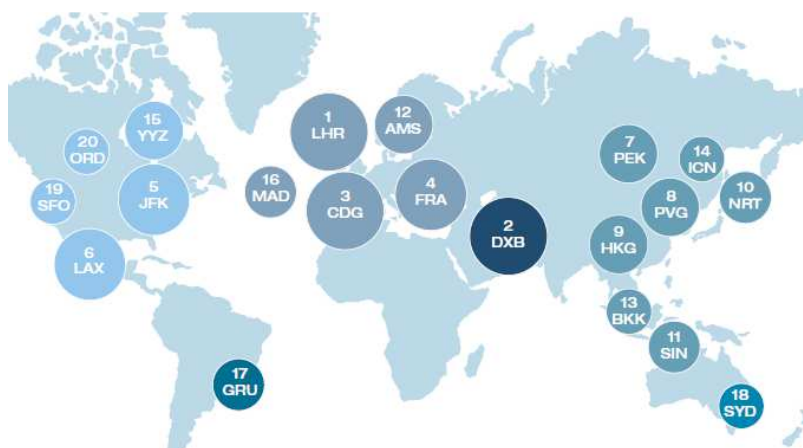 15
YYZ
20
ORD
5
JFK
19
SFO
6
LAX
17
GRU
1
LHR
12
AMS
16
MAD
3
CDG
4
FRA
2
DXB
7
PEK
14
ICN
8
PVG
10
NRT
9
HKG
13
BKK
11
SIN
18
SYD